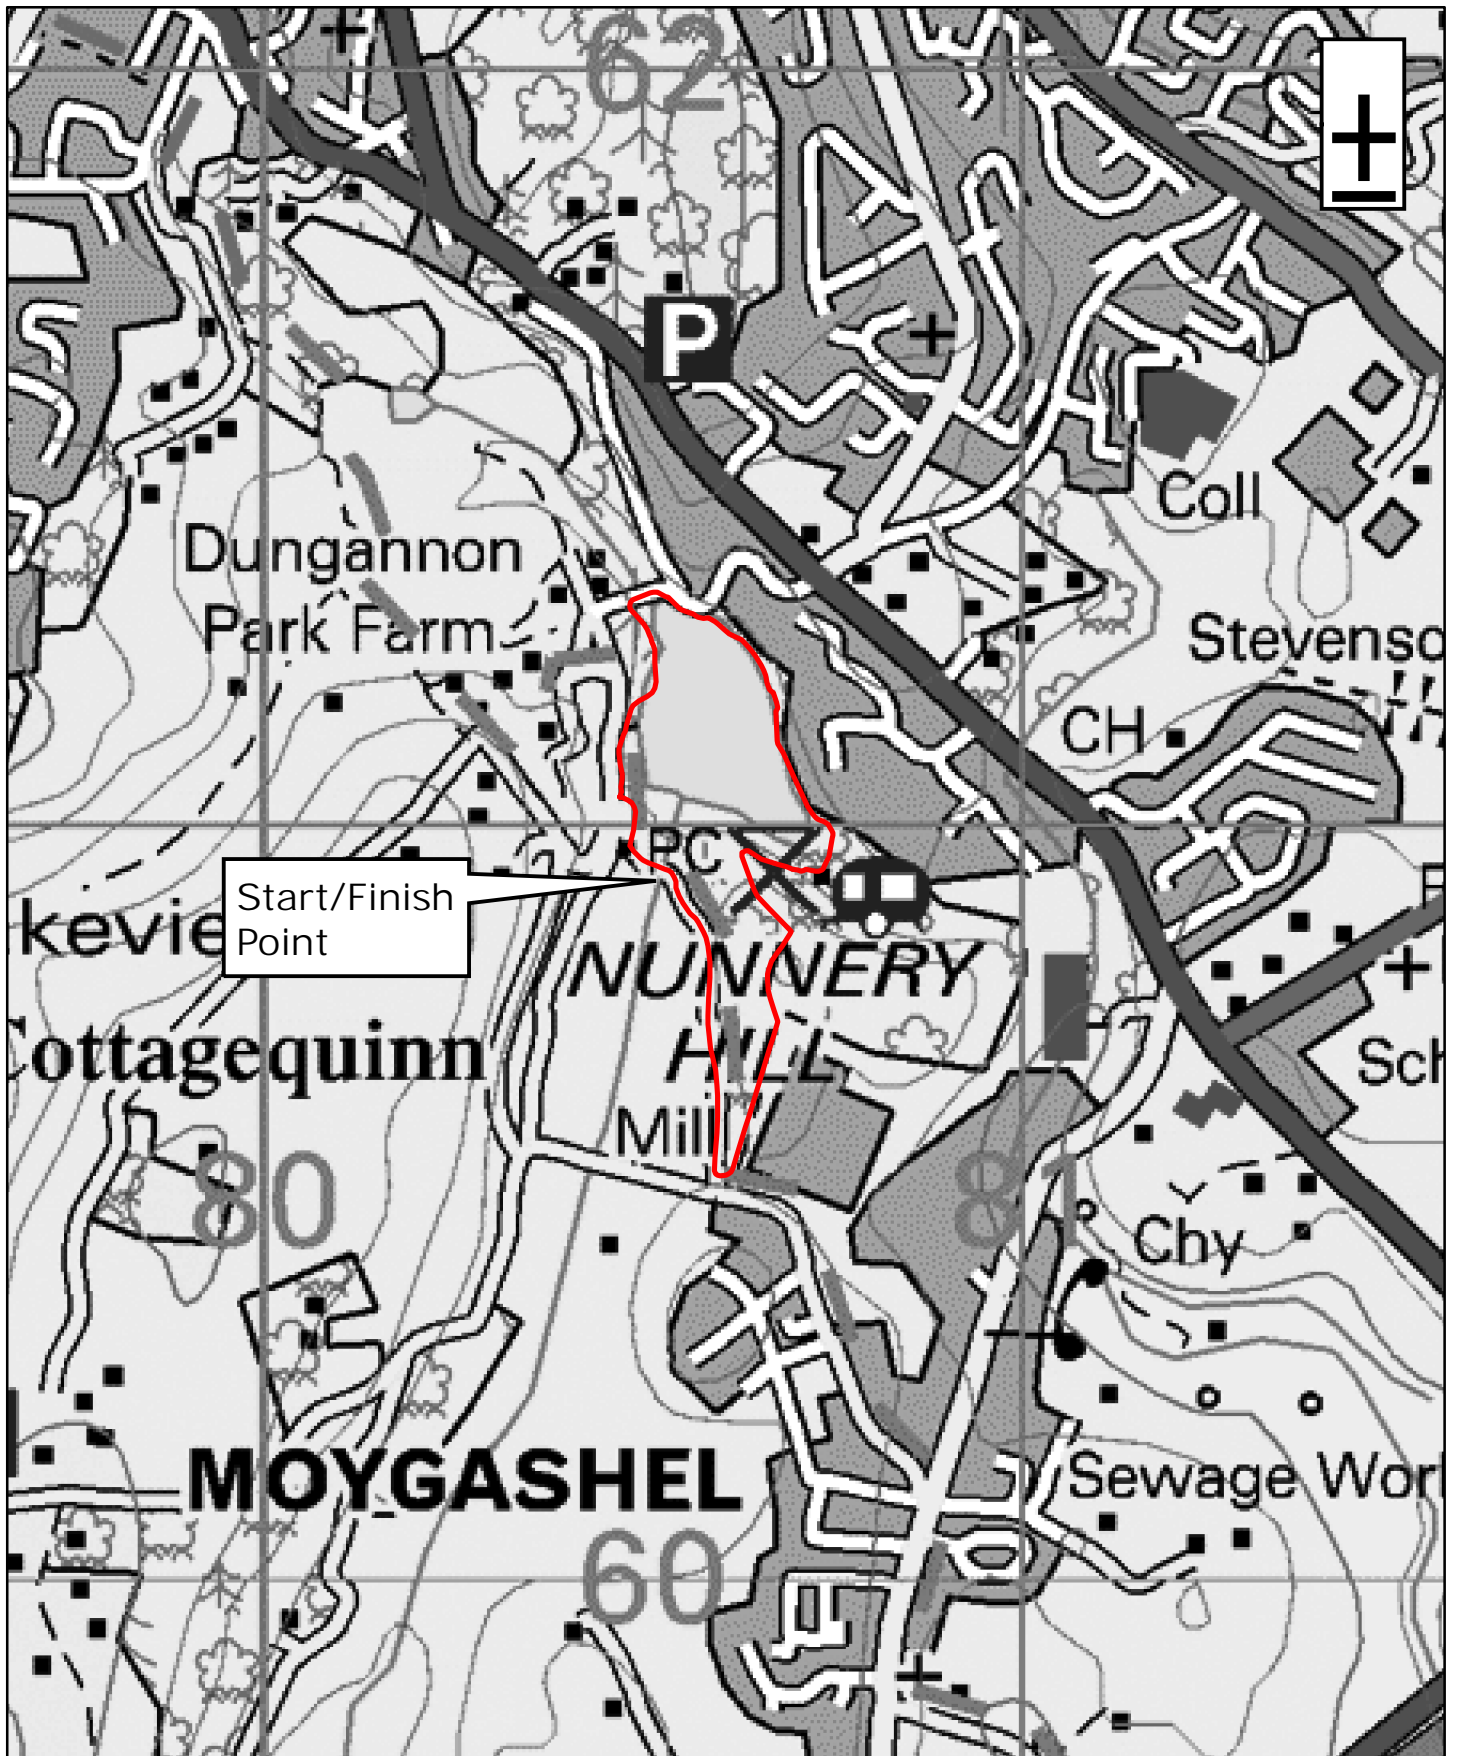 62
P
Coll
Dungannon
Park Farm
Stevenso
CH
PC
Start/Finish
Point
kevie
NUNNERY
HILL
ottagequinn
Sch
Mill
80
81
Chy
MOYGASHEL
Sewage Wor
60